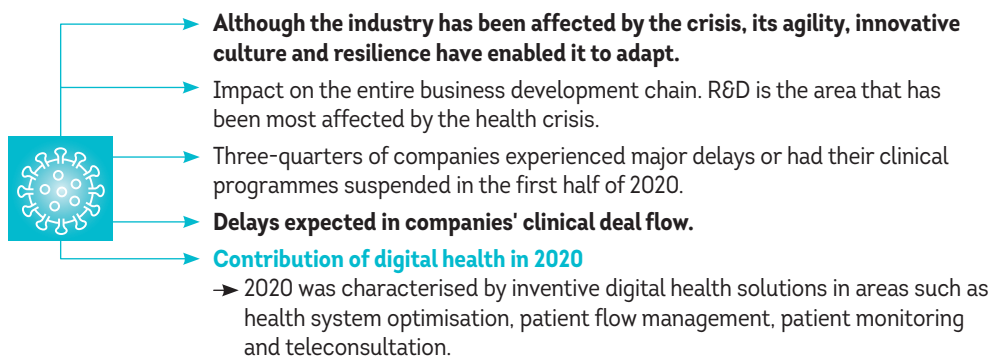 Although the industry has been affected by the crisis, its agility, innovative
culture and resilience have enabled it to adapt.
Impact on the entire business development chain. R&D is the area that has
been most affected by the health crisis.
Three-quarters of companies experienced major delays or had their clinical
programmes suspended in the first half of 2020.
Delays expected in companies' clinical deal flow.
Contribution of digital health in 2020
2020 was characterised by inventive digital health solutions in areas such as
health system optimisation, patient flow management, patient monitoring
and teleconsultation.